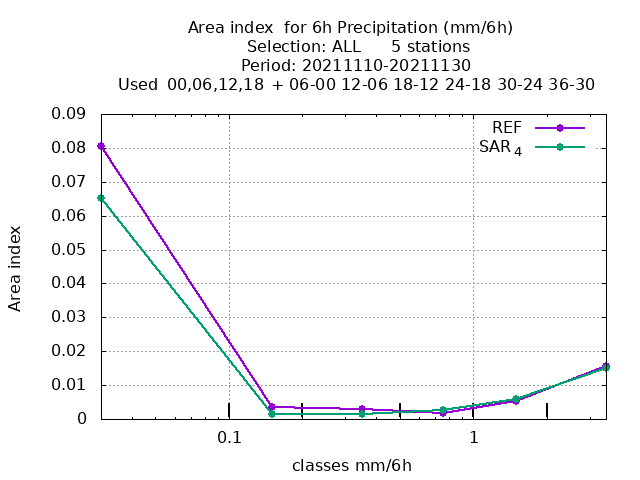 Area index  for 6h Precipitation (mm/6h)
Selection: ALL      5 stations
Period: 20211110-20211130
Used  00,06,12,18  + 06-00 12-06 18-12 24-18 30-24 36-30
0.09
0.08
0.07
0.06
0.05
0.04
0.03
0.02
0.01
0
Area index
REF
SAR4
0.1
1
classes mm/6h